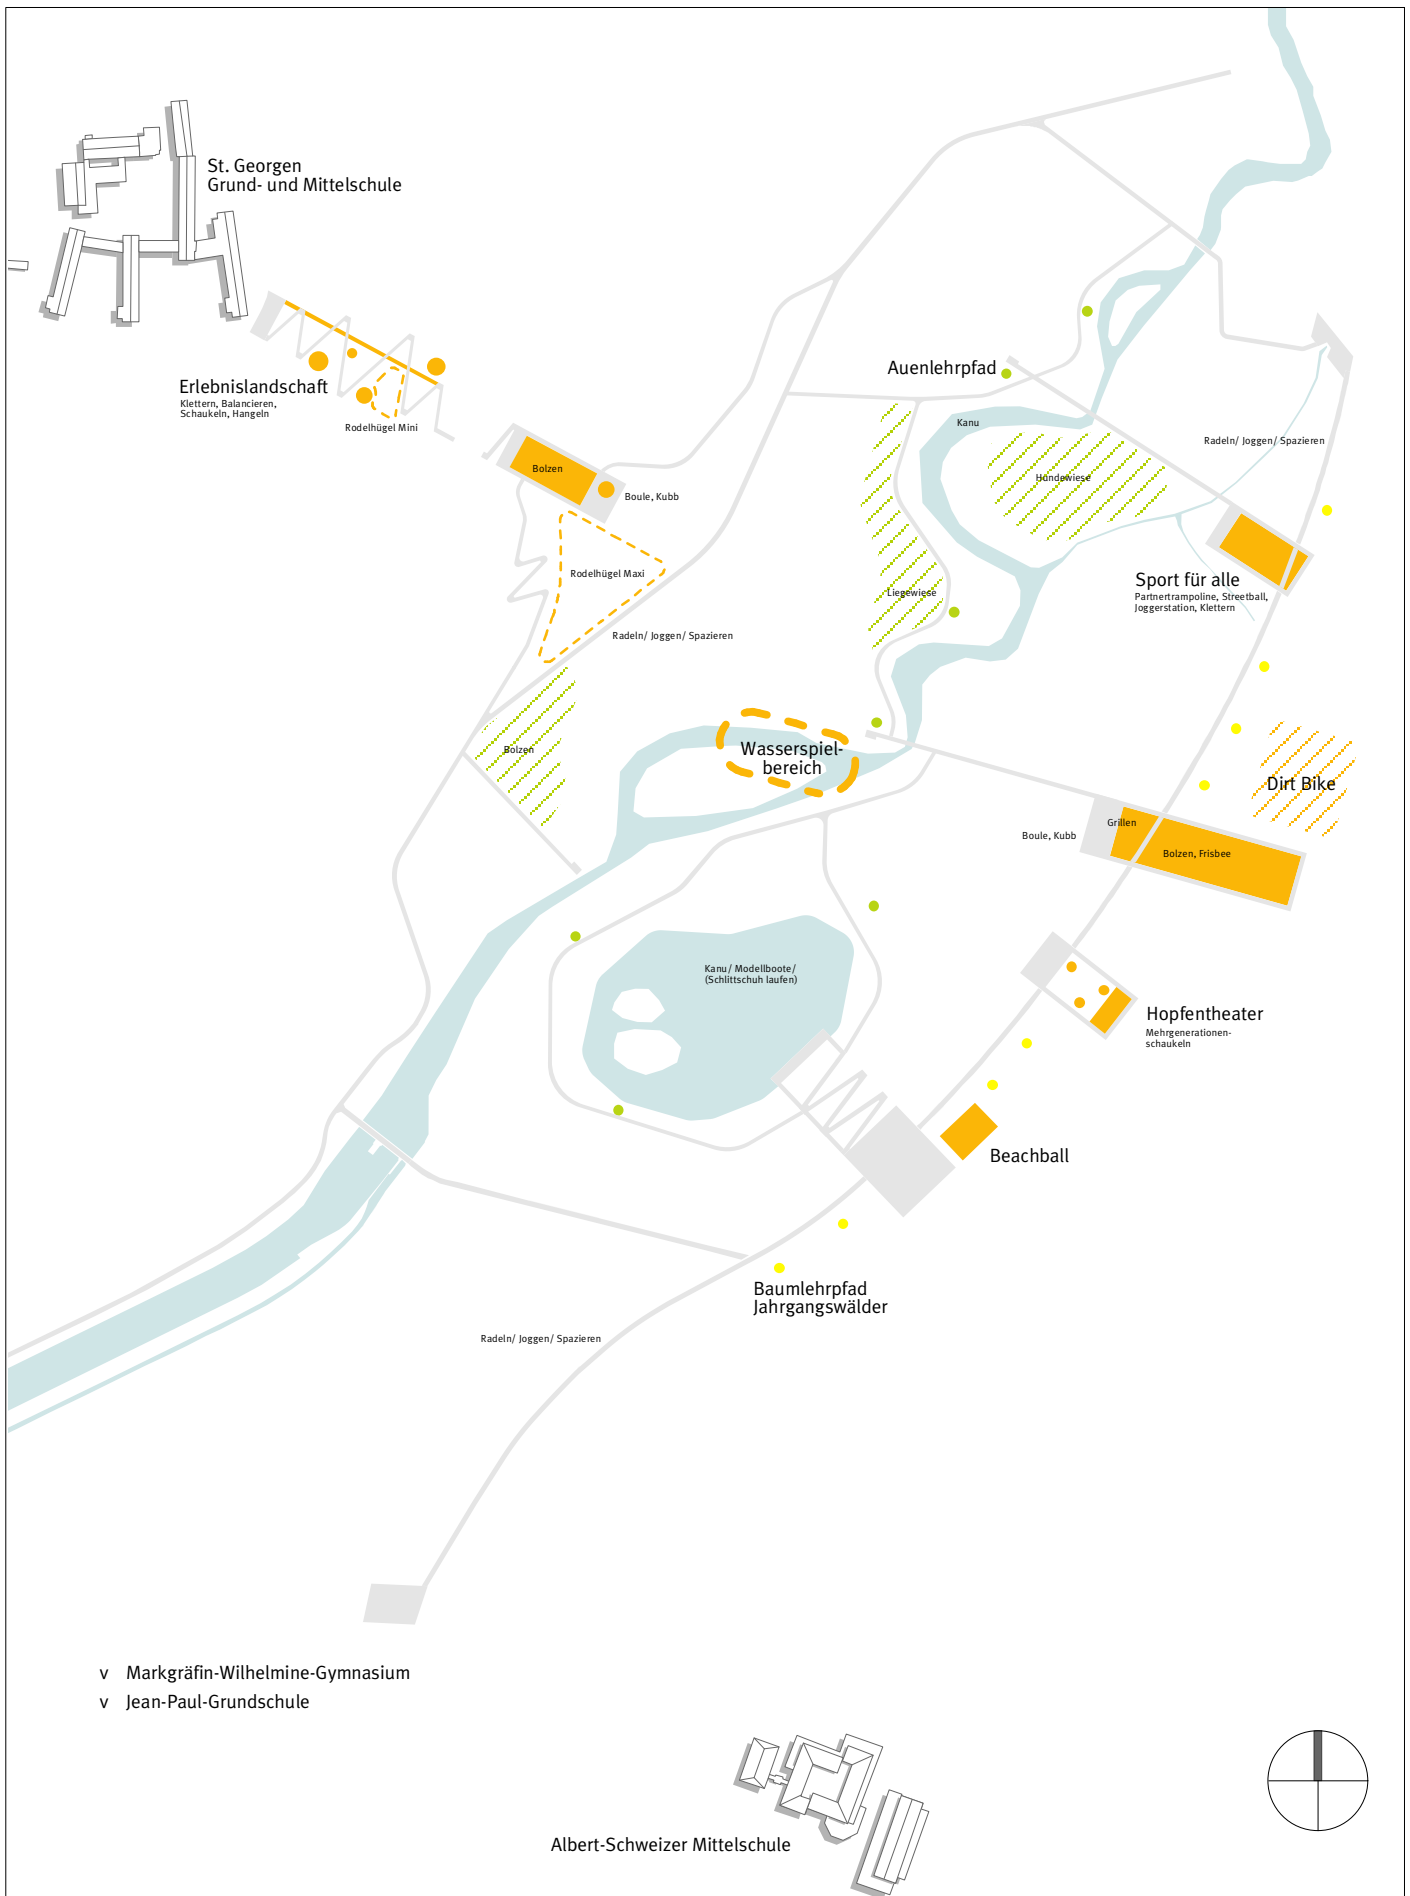 St. Georgen
Grund- und Mittelschule
Erlebnislandschaft
Klettern, Balancieren,
Schaukeln, Hangeln
Rodelhügel Mini
Auenlehrpfad
Kanu
Radeln/ Joggen/ Spazieren
Bolzen
Boule, Kubb
Hundewiese
Rodelhügel Maxi
Liegewiese
Sport für alle
Partnertrampoline, Streetball,
Joggerstation, Klettern
Radeln/ Joggen/ Spazieren
Bolzen
Wasserspiel-
bereich
Dirt Bike
Grillen
Boule, Kubb
Bolzen, Frisbee
Kanu/ Modellboote/
(Schlittschuh laufen)
Hopfentheater
Mehrgenerationen-
schaukeln
Beachball
Baumlehrpfad
Jahrgangswälder
Radeln/ Joggen/ Spazieren
v Markgräfin-Wilhelmine-Gymnasium
v Jean-Paul-Grundschule
Albert-Schweizer Mittelschule